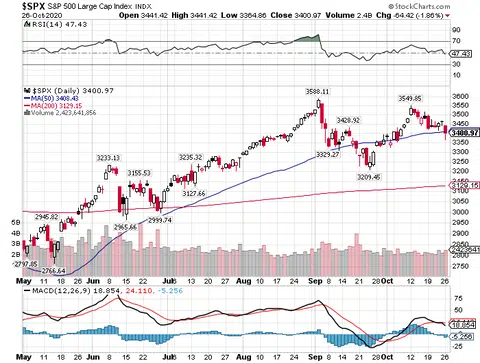 $SPX S&P 500 Large Cap Index INDX
© StockCharts.com
26-Oct-2020
Open 3441.42 High 3441.42 Low 3364.86 Close 3400.97 Volume 2.4B Chg -64.42 (-1.86%)
RSI(14) 47.43
90
70
47.43
30
10
$SPX (Daily) 3400.97
MA(50) 3408.43
MA(200) 3129.15
Volume 2,423,641,856
3588.11
3549.85
3428.92
3329.27
3209.45
3233.13
3235.32
3155.53
3127.66
2999.74
2965.66
2945.82
2797.85
2766.64
3600
3550
3500
3450
3400.97
3350
3300
3250
3200
3129.15
3050
3000
2950
2900
2850
2800
2750
5B
4B
3B
2B
1B
May 11 18 26 Jun 8 15 22 Jul 6 13 20 27 Aug 10 17 24 Sep 8 14 21 Oct 12 19 26
MACD(12,26,9) 18.854, 24.110, -5.256
75
50
18.854
-5.256
-25
May 11 18 26 Jun 8 15 22 Jul 6 13 20 27 Aug 10 17 24 Sep 8 14 21 Oct 12 19 26